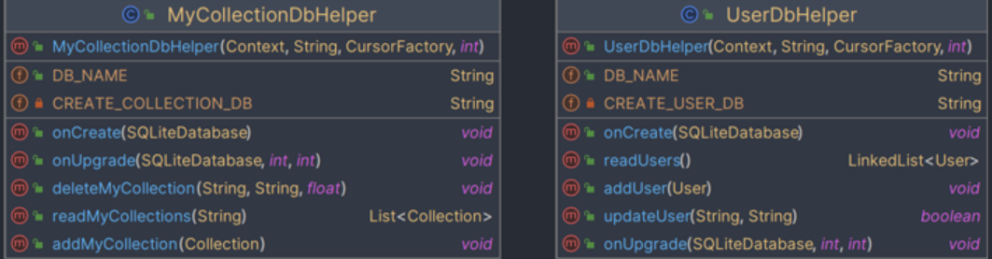 MyCollectionDbHelper
MyCollectionDbHelper(Context, String, CursorFactory, int)
DB_NAME String
CREATE_COLLECTION_DB String
onCreate(SQLiteDatabase) void
onUpgrade(SQLiteDatabase, int, int) void
deleteMyCollection(String, String, float) void
readMyCollections(String) List<Collection>
addMyCollection(Collection) void
UserDbHelper
UserDbHelper(Context, String, CursorFactory, int)
DB_NAME String
CREATE_USER_DB String
onCreate(SQLiteDatabase) void
readUsers() LinkedList<User>
addUser(User) void
updateUser(String, String) boolean
onUpgrade(SQLiteDatabase, int, int) void